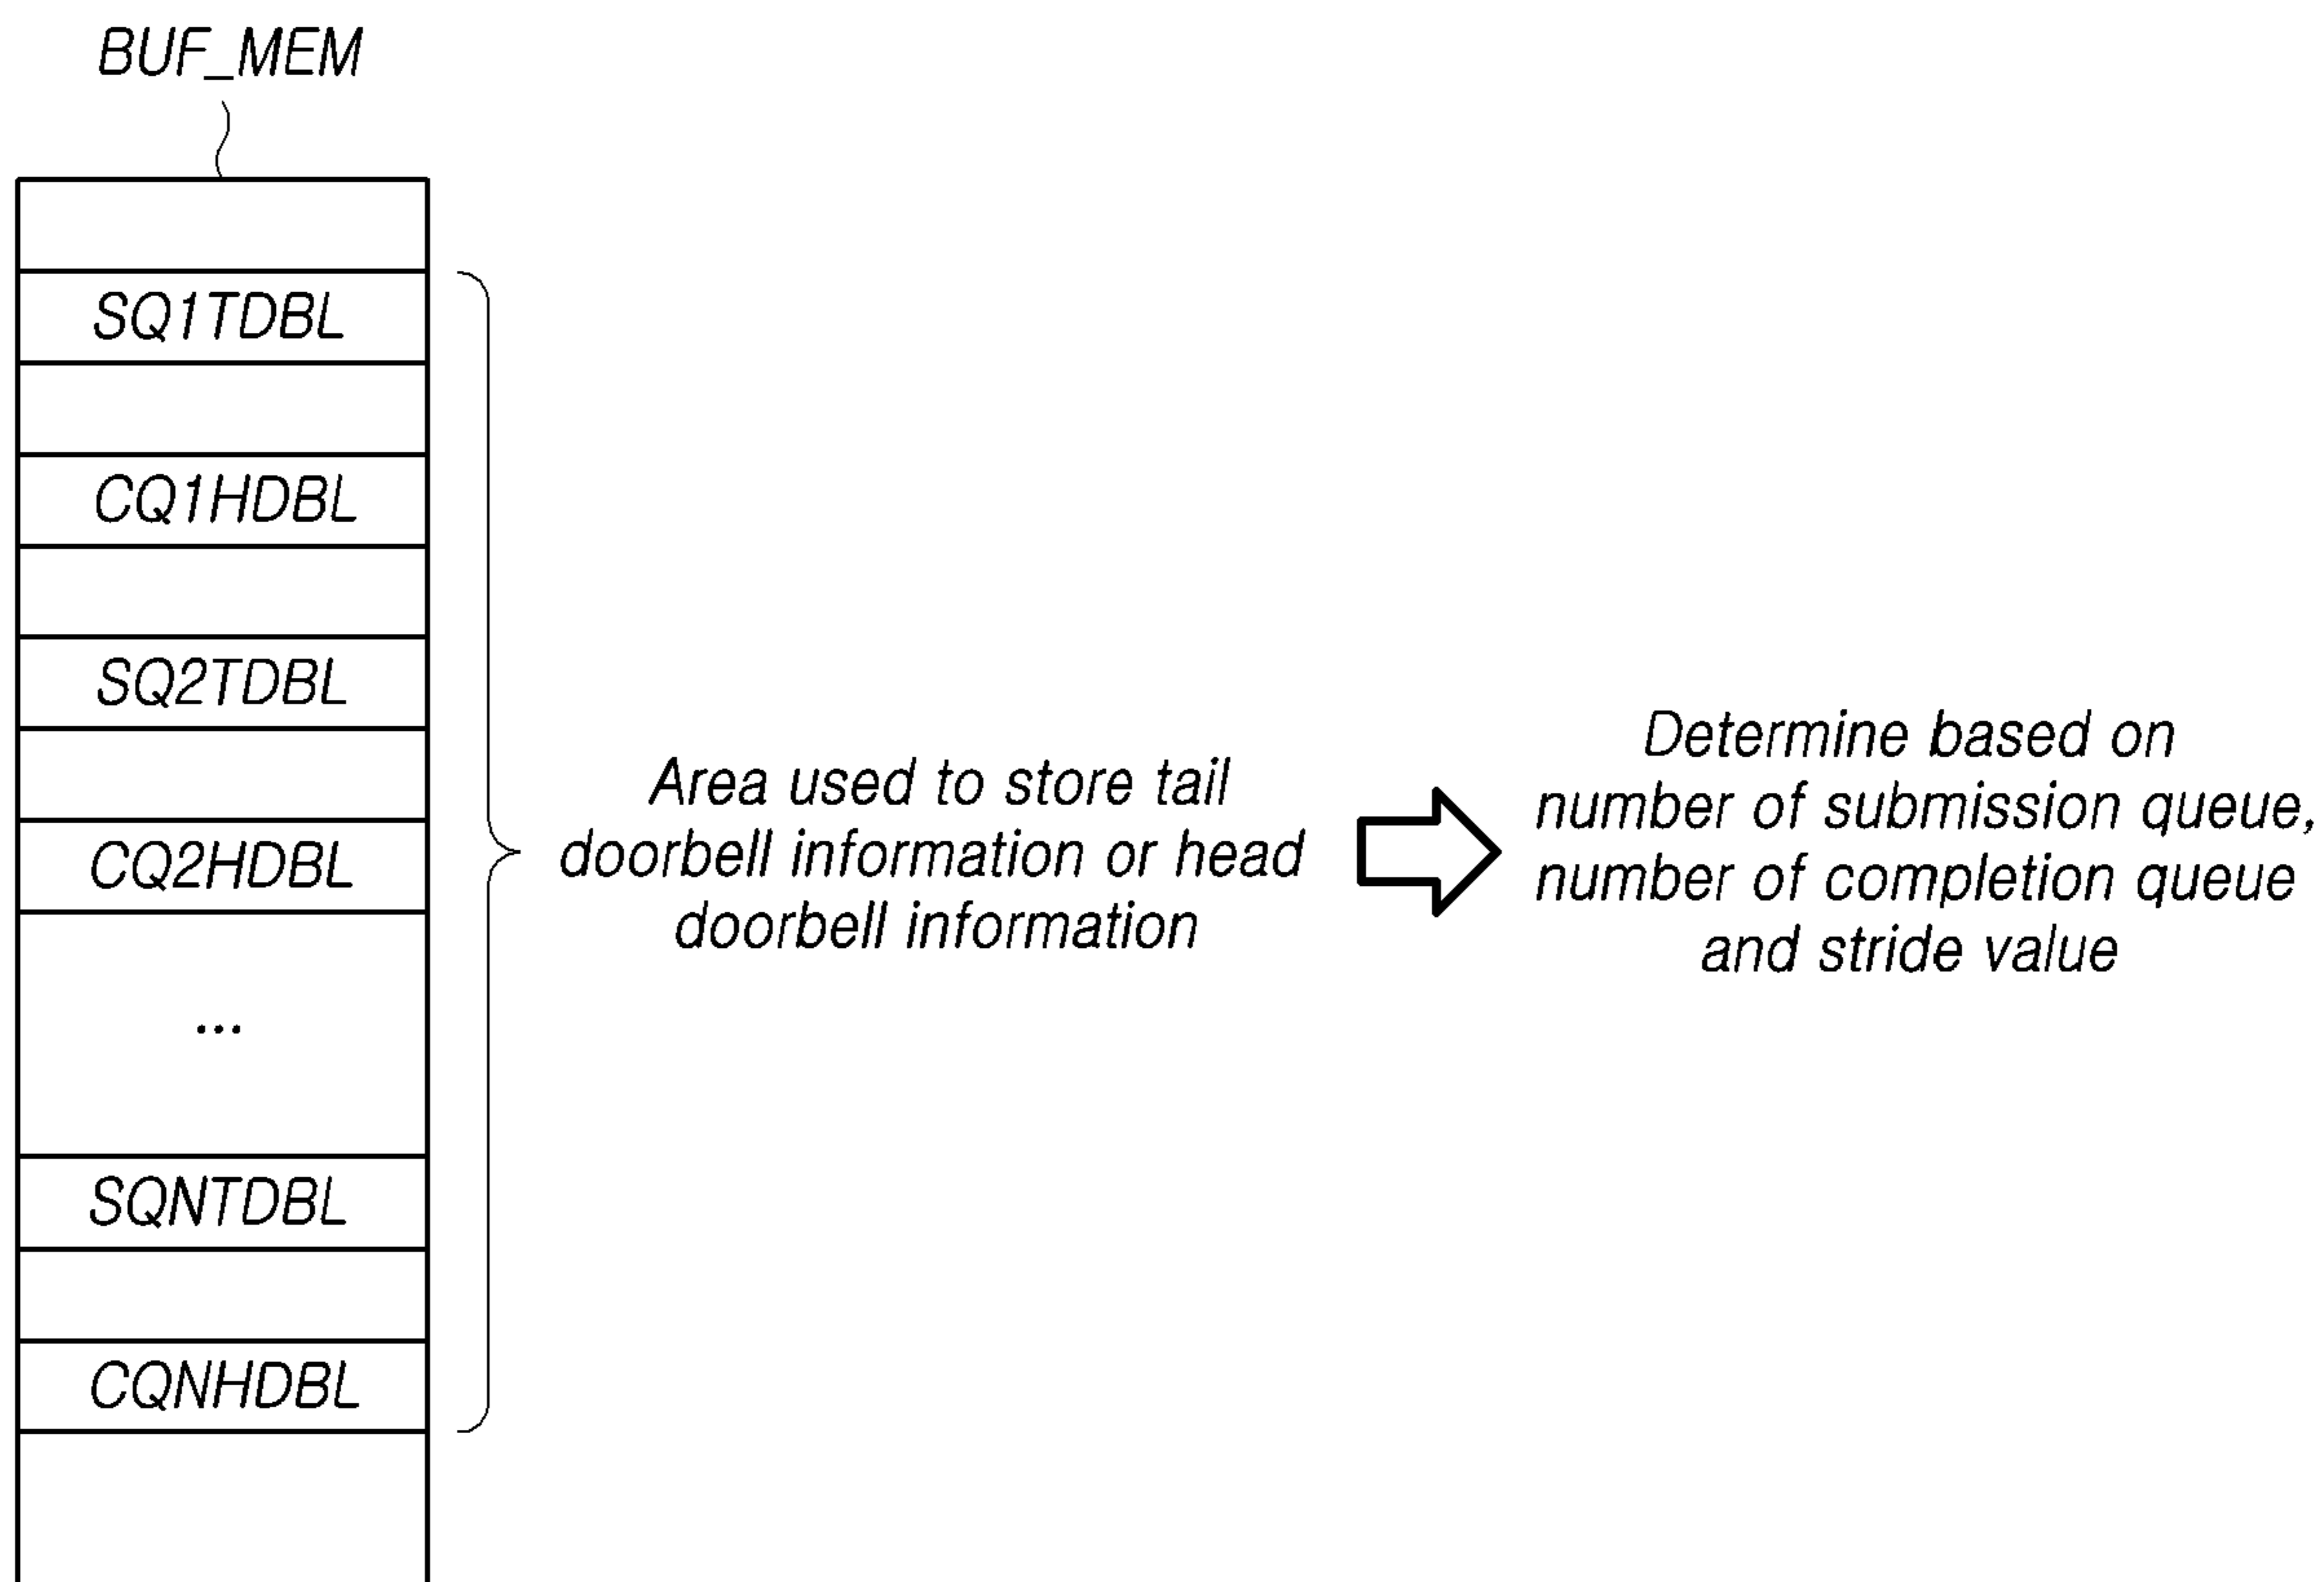 BUF_MEM
SQ1TDBL
CQ1HDBL
SQ2TDBL
CQ2HDBL
...
SQNTDBL
CQNHDBL
Area used to store tail
doorbell information or head
doorbell information
Determine based on
number of submission queue,
number of completion queue
and stride value